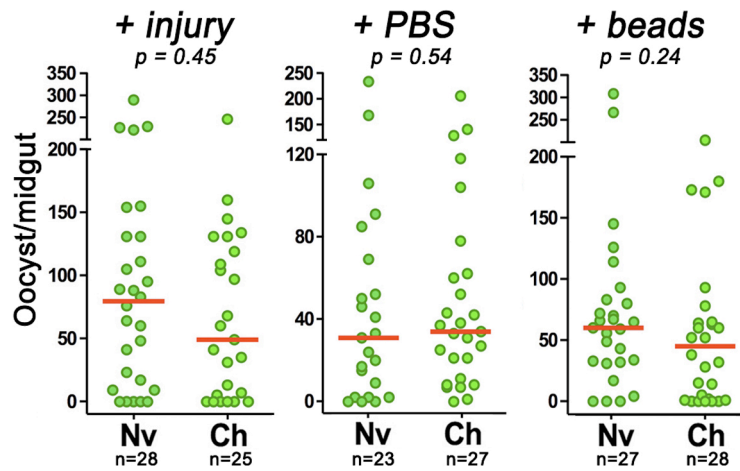 + injury
p = 0.45
+ PBS
p = 0.54
+ beads
p = 0.24
Oocyst/midgut
350
300
250
200
150
100
50
0
Nv
Ch
n=28
n=25
250
200
150
120
80
40
0
Nv
Ch
n=23
n=27
350
300
250
200
150
100
50
0
Nv
Ch
n=27
n=28